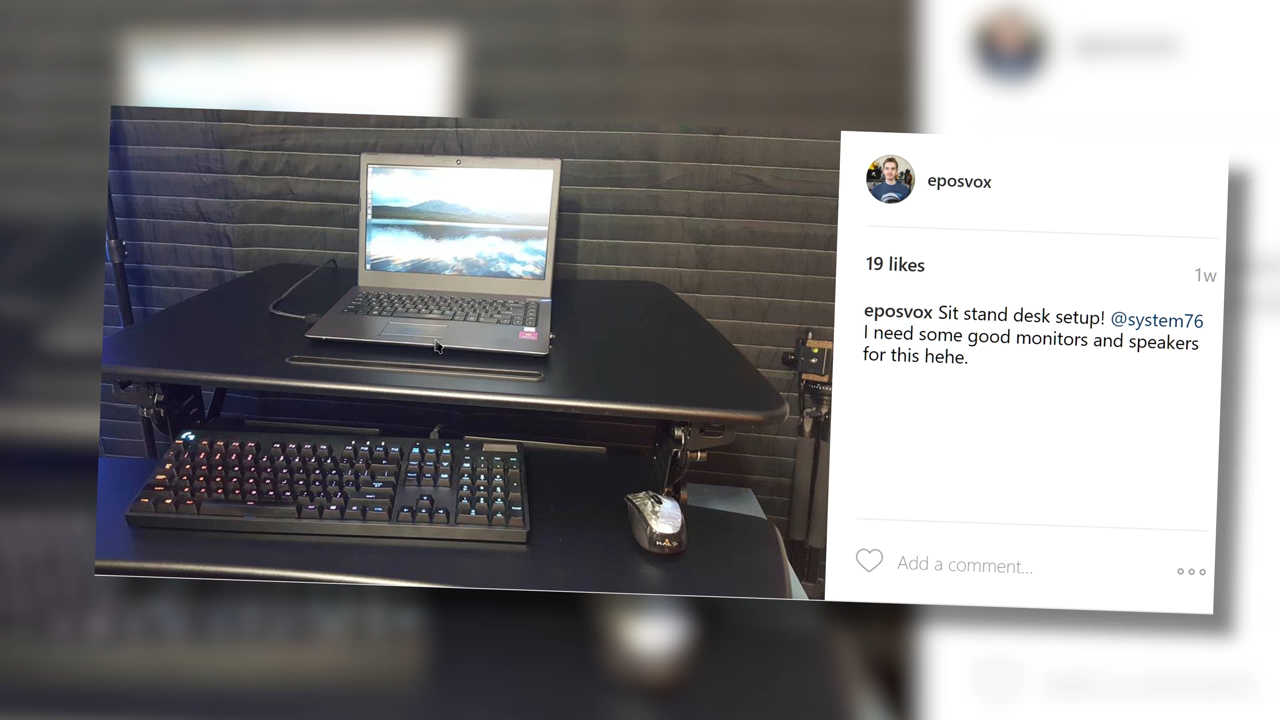 eposvox
19 likes
1w
eposvox Sit stand desk setup! @system76
I need some good monitors and speakers
for this hehe.
Add a comment...
HALO